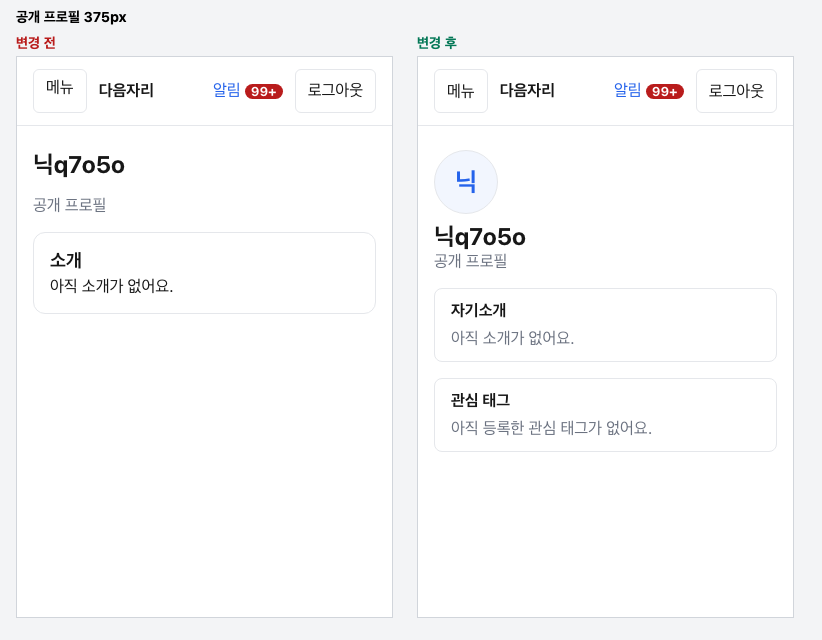 공개 프로필 375px
변경 전
메뉴 다음자리 알림 99+ 로그아웃
닉q7o5o
공개 프로필
소개
아직 소개가 없어요.
변경 후
메뉴 다음자리 알림 99+ 로그아웃
닉
닉q7o5o
공개 프로필
자기소개
아직 소개가 없어요.
관심 태그
아직 등록한 관심 태그가 없어요.